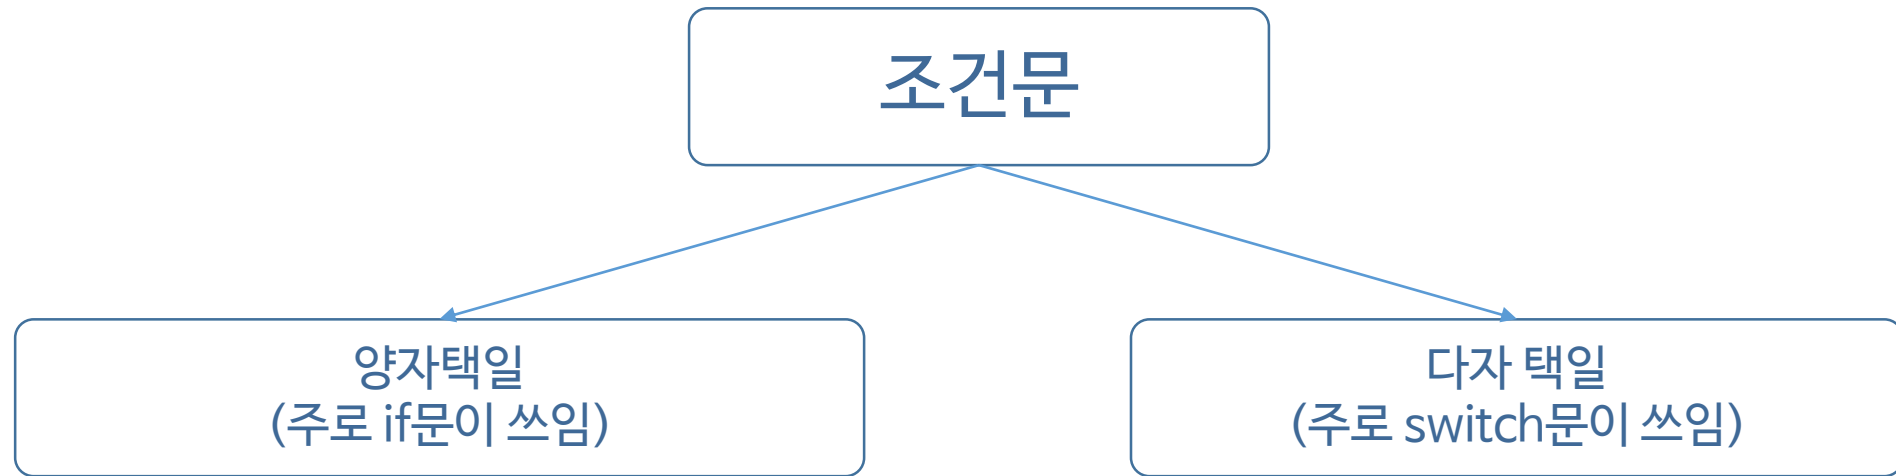 조건문
양자택일
(주로 if문이 쓰임)
다자 택일
(주로 switch문이 쓰임)